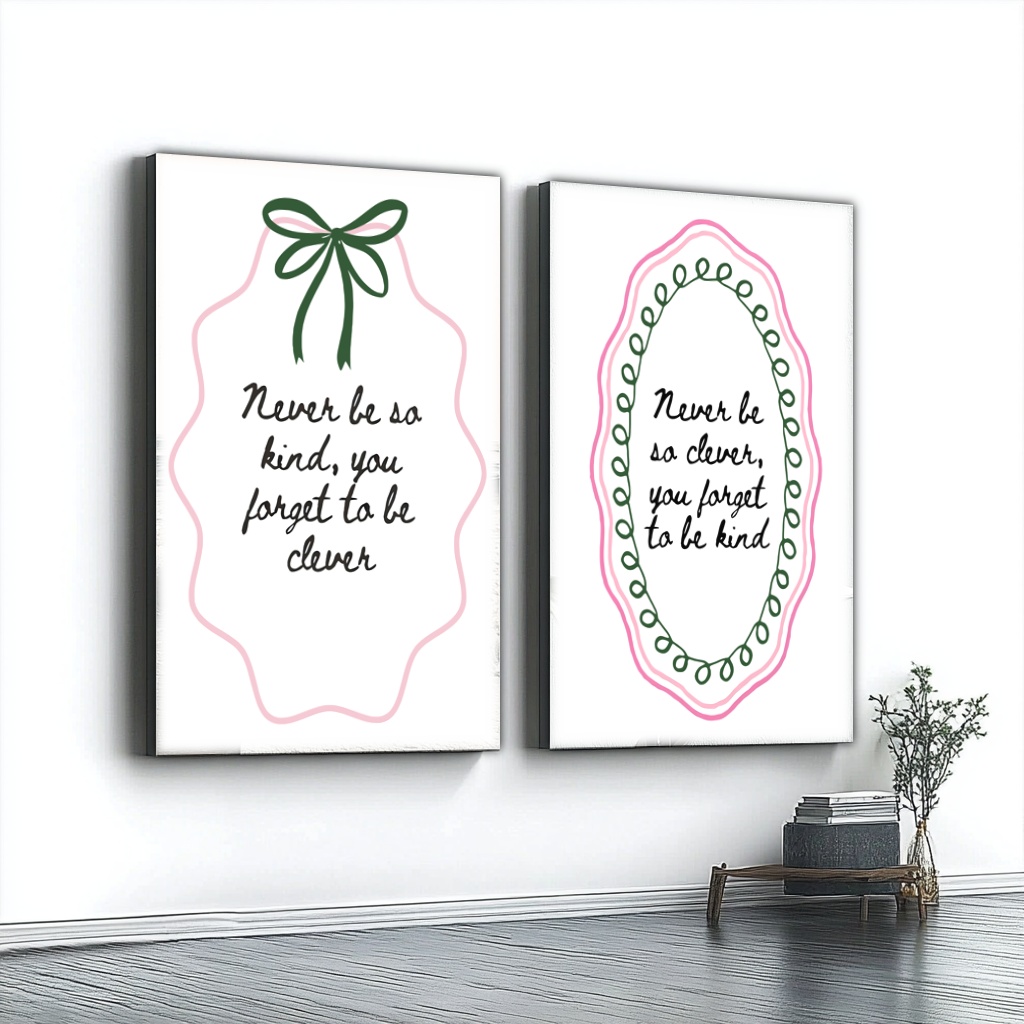 Never be so
kind, you
forget to be
clever
Never be
so clever,
you forget
to be kind